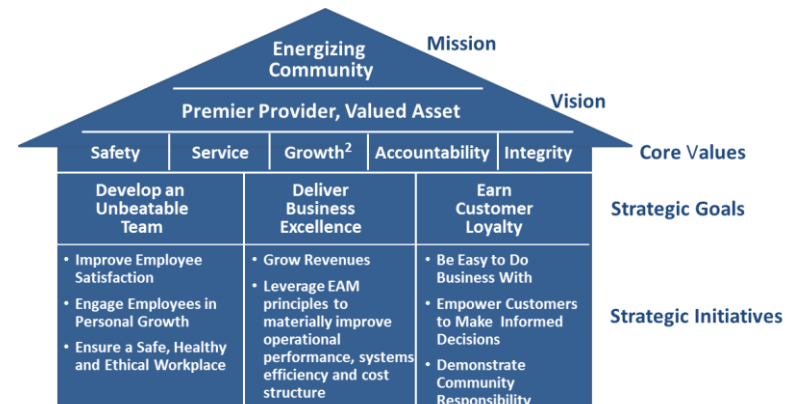 Energizing
Community
Mission
Premier Provider, Valued Asset
Vision
Safety
Service
Growth²
Accountability
Integrity
Core Values
Develop an
Unbeatable
Team
Deliver
Business
Excellence
Earn
Customer
Loyalty
Strategic Goals
• Improve Employee
Satisfaction
• Engage Employees in
Personal Growth
• Ensure a Safe, Healthy
and Ethical Workplace
• Grow Revenues
• Leverage EAM
principles to
materially improve
operational
performance, systems
efficiency and cost
structure
• Be Easy to Do
Business With
• Empower Customers
to Make Informed
Decisions
• Demonstrate
Community
Responsibility
Strategic Initiatives